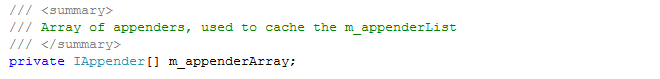 /// <summary>
/// Array of appenders, used to cache the m_appenderList
/// </summary>
private IAppender[] m_appenderArray;